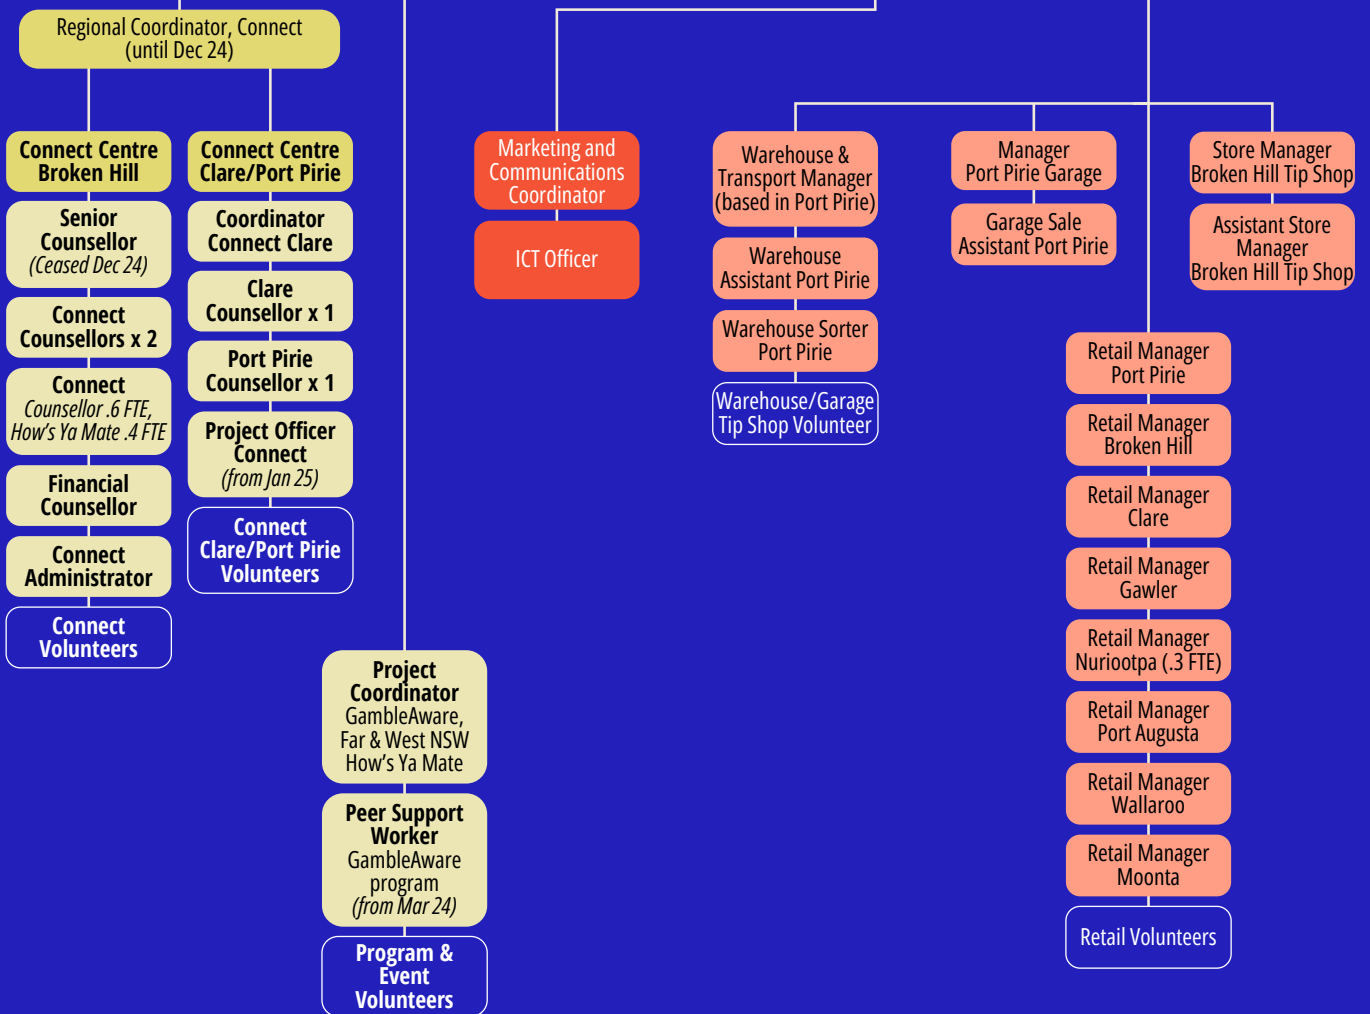 Regional Coordinator, Connect
(until Dec 24)
Connect Centre
Broken Hill
Senior
Counsellor
(Ceased Dec 24)
Connect
Counsellors x 2
Connect
Counsellor .6 FTE,
How's Ya Mate .4 FTE
Financial
Counsellor
Connect
Administrator
Connect
Volunteers
Connect Centre
Clare/Port Pirie
Coordinator
Connect Clare
Clare
Counsellor x 1
Port Pirie
Counsellor x 1
Project Officer
Connect
(from Jan 25)
Connect
Clare/Port Pirie
Volunteers
Project
Coordinator
GambleAware,
Far & West NSW
How's Ya Mate
Peer Support
Worker
GambleAware
program
(from Mar 24)
Program &
Event
Volunteers
Marketing and
Communications
Coordinator
ICT Officer
Warehouse &
Transport Manager
(based in Port Pirie)
Warehouse
Assistant Port Pirie
Warehouse Sorter
Port Pirie
Warehouse/Garage
Tip Shop Volunteer
Manager
Port Pirie Garage
Garage Sale
Assistant Port Pirie
Store Manager
Broken Hill Tip Shop
Assistant Store
Manager
Broken Hill Tip Shop
Retail Manager
Port Pirie
Retail Manager
Broken Hill
Retail Manager
Clare
Retail Manager
Gawler
Retail Manager
Nuriootpa (.3 FTE)
Retail Manager
Port Augusta
Retail Manager
Wallaroo
Retail Manager
Moonta
Retail Volunteers